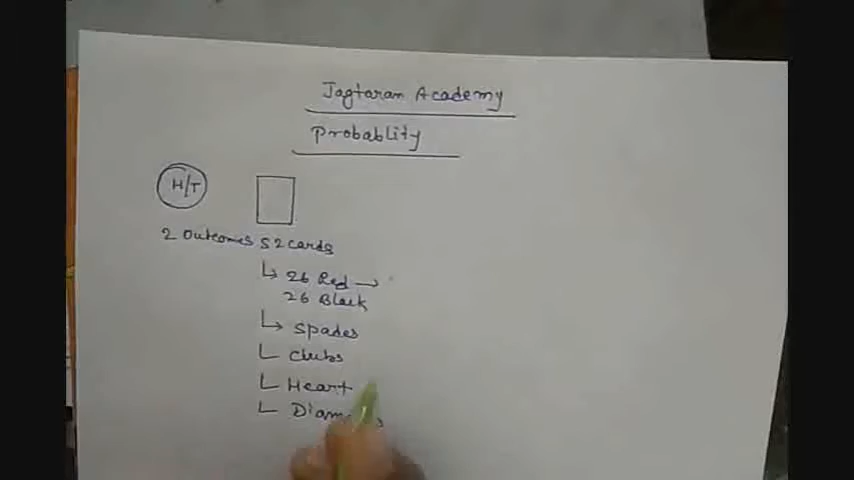 Jagtaran Academy
Probablity
H/T
2 Outcomes 52 cards
26 Red →
26 Black
Spades
Clubs
Heart